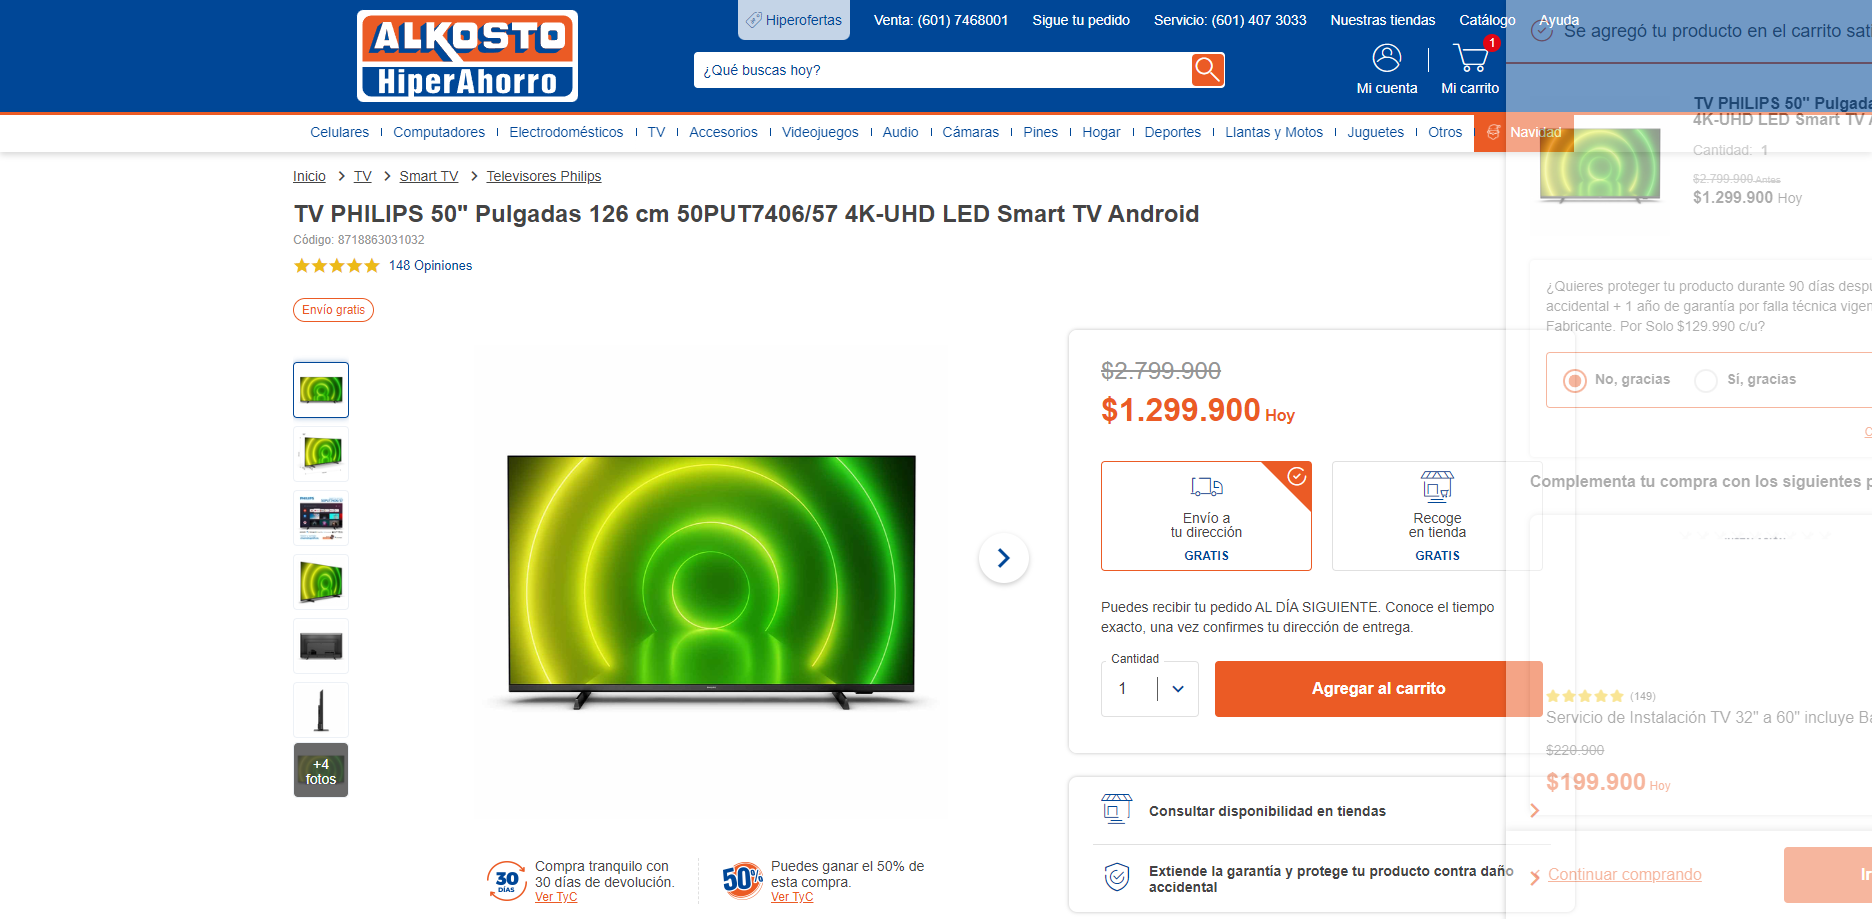 Hiperofertas
Venta: (601) 7468001
Sigue tu pedido
Servicio: (601) 407 3033
Nuestras tiendas
Catálogo
Ayuda
ALKOSTO
HiperAhorro
¿Qué buscas hoy?
Mi cuenta
1
Mi carrito
Celulares
Computadores
Electrodomésticos
TV
Accesorios
Videojuegos
Audio
Cámaras
Pines
Hogar
Deportes
Llantas y Motos
Juguetes
Otros
Navidad
Inicio > TV > Smart TV > Televisores Philips
TV PHILIPS 50" Pulgadas 126 cm 50PUT7406/57 4K-UHD LED Smart TV Android
Código: 8718863031032
148 Opiniones
Envío gratis
+4
fotos
$2.799.900
$1.299.900 Hoy
Envío a
tu dirección
GRATIS
Recoge
en tienda
GRATIS
Puedes recibir tu pedido AL DÍA SIGUIENTE. Conoce el tiempo
exacto, una vez confirmes tu dirección de entrega.
Cantidad
1
Agregar al carrito
Consultar disponibilidad en tiendas
Extiende la garantía y protege tu producto contra daño
accidental
30
DÍAS
Compra tranquilo con
30 días de devolución.
Ver TyC
50%
Puedes ganar el 50% de
esta compra.
Ver TyC
Se agregó tu producto en el carrito
TV PHILIPS 50" Pulgada
4K-UHD LED Smart TV
Cantidad: 1
$2.799.900 Antes
$1.299.900 Hoy
¿Quieres proteger tu producto durante 90 días
accidental + 1 año de garantía por falla técnica
Fabricante. Por Solo $129.990 c/u?
No, gracias
Si, gracias
Complementa tu compra con los siguientes
(149)
Servicio de Instalación TV 32" a 60" incluye
$220.900
$199.900 Hoy
Continuar comprando